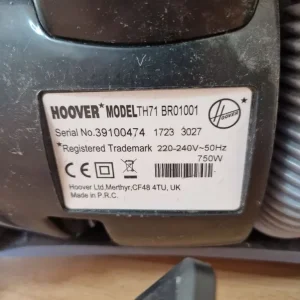 HOOVER* MODEL TH71 BR01001
Serial No. 39100474 1723 3027
*Registered Trademark 220-240V~50Hz
750W
Hoover Ltd, Merthyr, CF48 4TU, UK
Made in P.R.C.
HOOVER